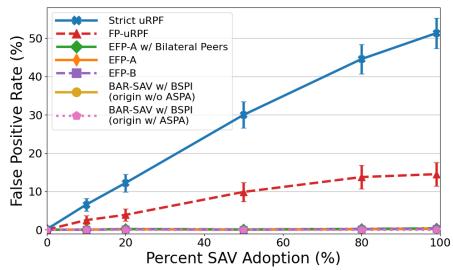 False Positive Rate (%)
50
40
30
20
10
0
Strict uRPF
FP-uRPF
EFP-A w/ Bilateral Peers
EFP-A
EFP-B
BAR-SAV w/ BSPI
(origin w/o ASPA)
BAR-SAV w/ BSPI
(origin w/ ASPA)
0 20 40 60 80 100
Percent SAV Adoption (%)